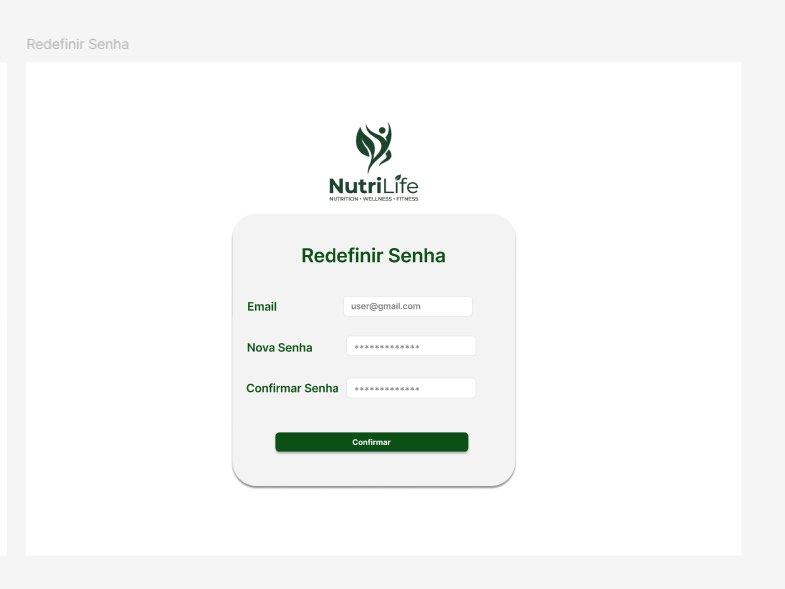 Redefinir Senha
NutriLife
NUTRITION • WELLNESS • FITNESS
Redefinir Senha
Email
user@gmail.com
Nova Senha
*************
Confirmar Senha
*************
Confirmar